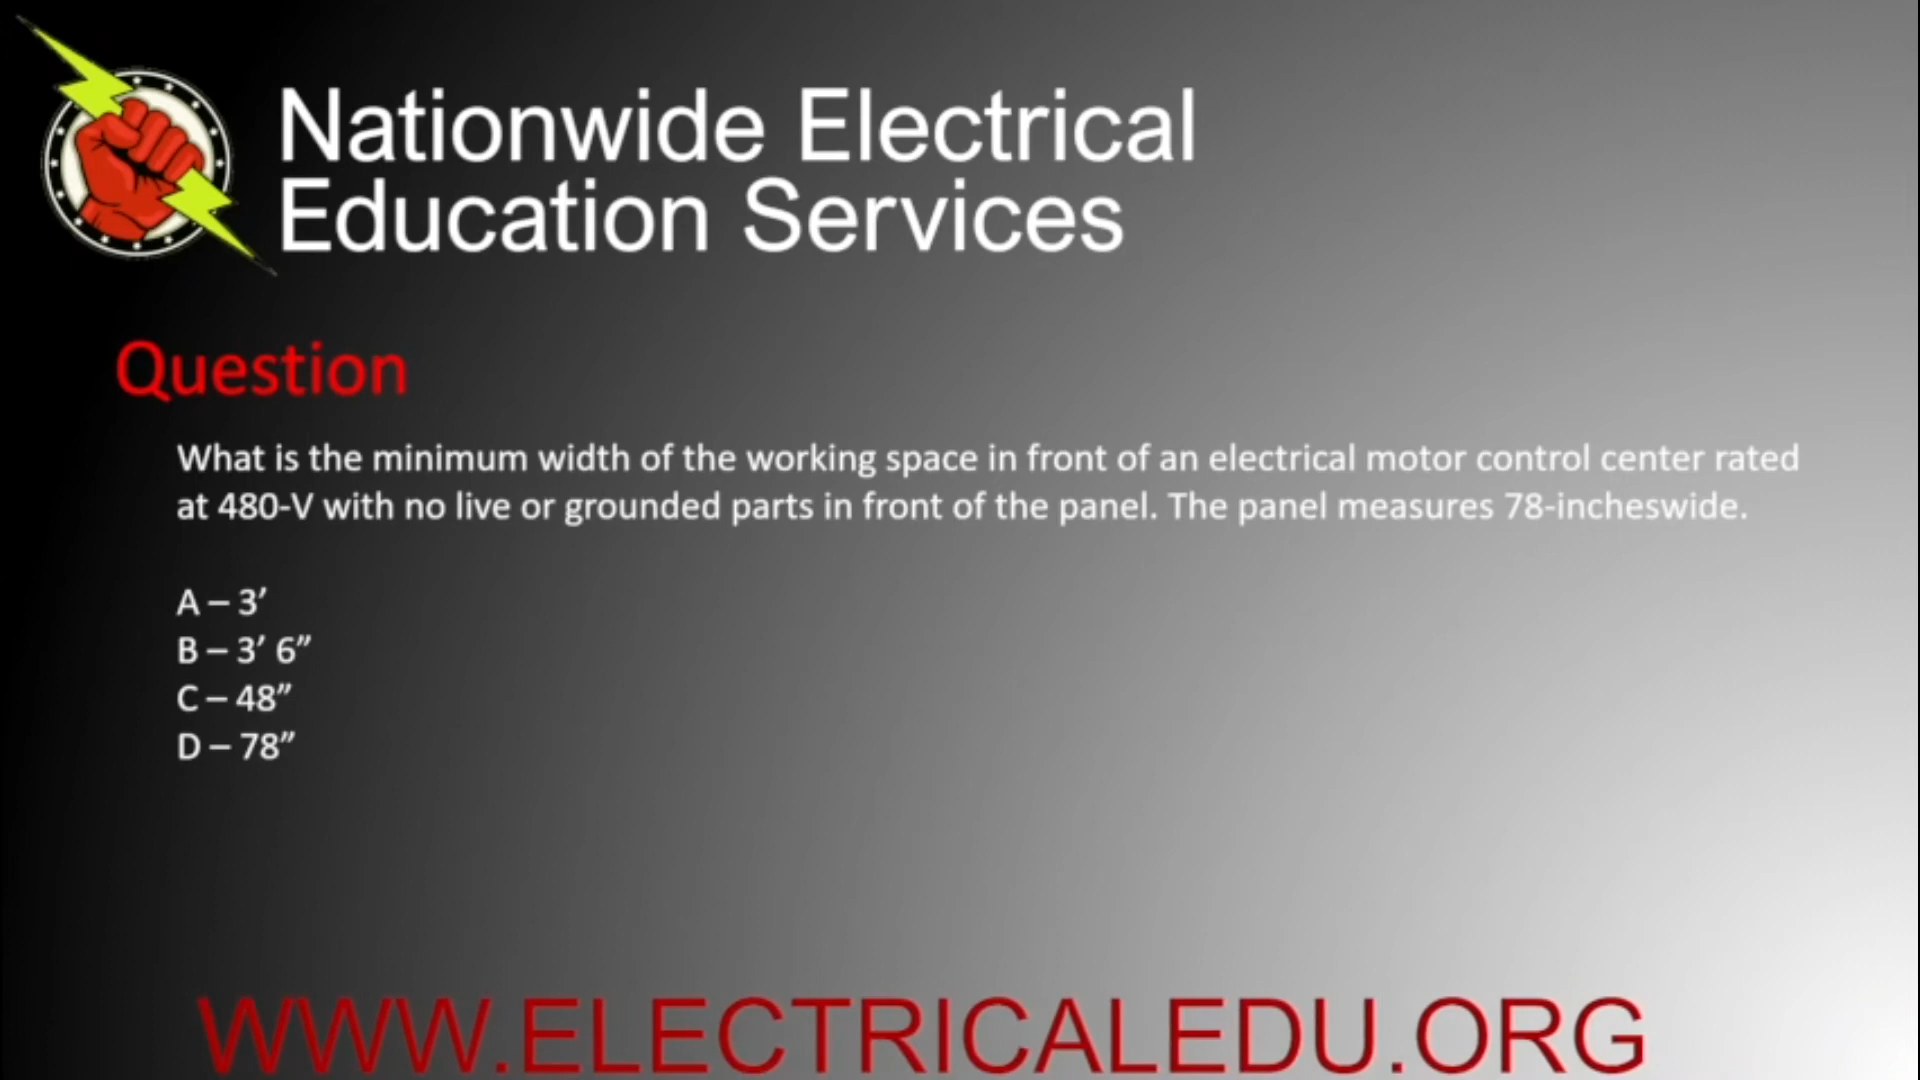 Nationwide Electrical
Education Services
Question
What is the minimum width of the working space in front of an electrical motor control center rated
at 480-V with no live or grounded parts in front of the panel. The panel measures 78-incheswide.
A – 3’
B – 3’ 6”
C – 48”
D – 78”
WWW.ELECTRICALEDU.ORG